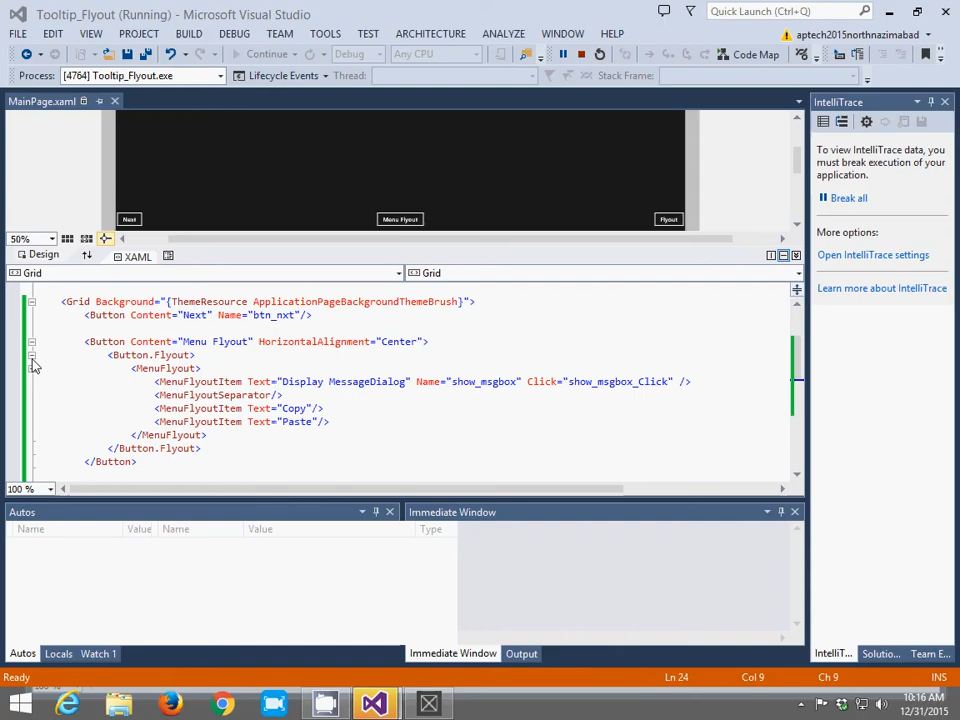 Tooltip_Flyout (Running) - Microsoft Visual Studio
Quick Launch (Ctrl+Q)
FILE EDIT VIEW PROJECT BUILD DEBUG TEAM TOOLS TEST ARCHITECTURE ANALYZE WINDOW HELP
aptech2015northnazimabad
Continue Debug Any CPU Code Map
Process: [4764] Tooltip_Flyout.exe Lifecycle Events Thread: Stack Frame:
MainPage.xaml
IntelliTrace
To view IntelliTrace data, you
must break execution of your
application.
Break all
More options:
Open IntelliTrace settings
Learn more about IntelliTrace
Next Menu Flyout Flyout
50%
Design XAML
Grid Grid
<Grid Background="{ThemeResource ApplicationPageBackgroundThemeBrush}">
<Button Content="Next" Name="btn_nxt"/>
<Button Content="Menu Flyout" HorizontalAlignment="Center">
<Button.Flyout>
<MenuFlyout>
<MenuFlyoutItem Text="Display MessageDialog" Name="show_msgbox" Click="show_msgbox_Click" />
<MenuFlyoutSeparator/>
<MenuFlyoutItem Text="Copy"/>
<MenuFlyoutItem Text="Paste"/>
</MenuFlyout>
</Button.Flyout>
</Button>
100 %
Autos
Name Value Name Value Type
Immediate Window
Autos Locals Watch 1
Immediate Window Output
IntelliT... Solutio... Team E...
Ready Ln 24 Col 9 Ch 9 INS
10:16 AM
12/31/2015